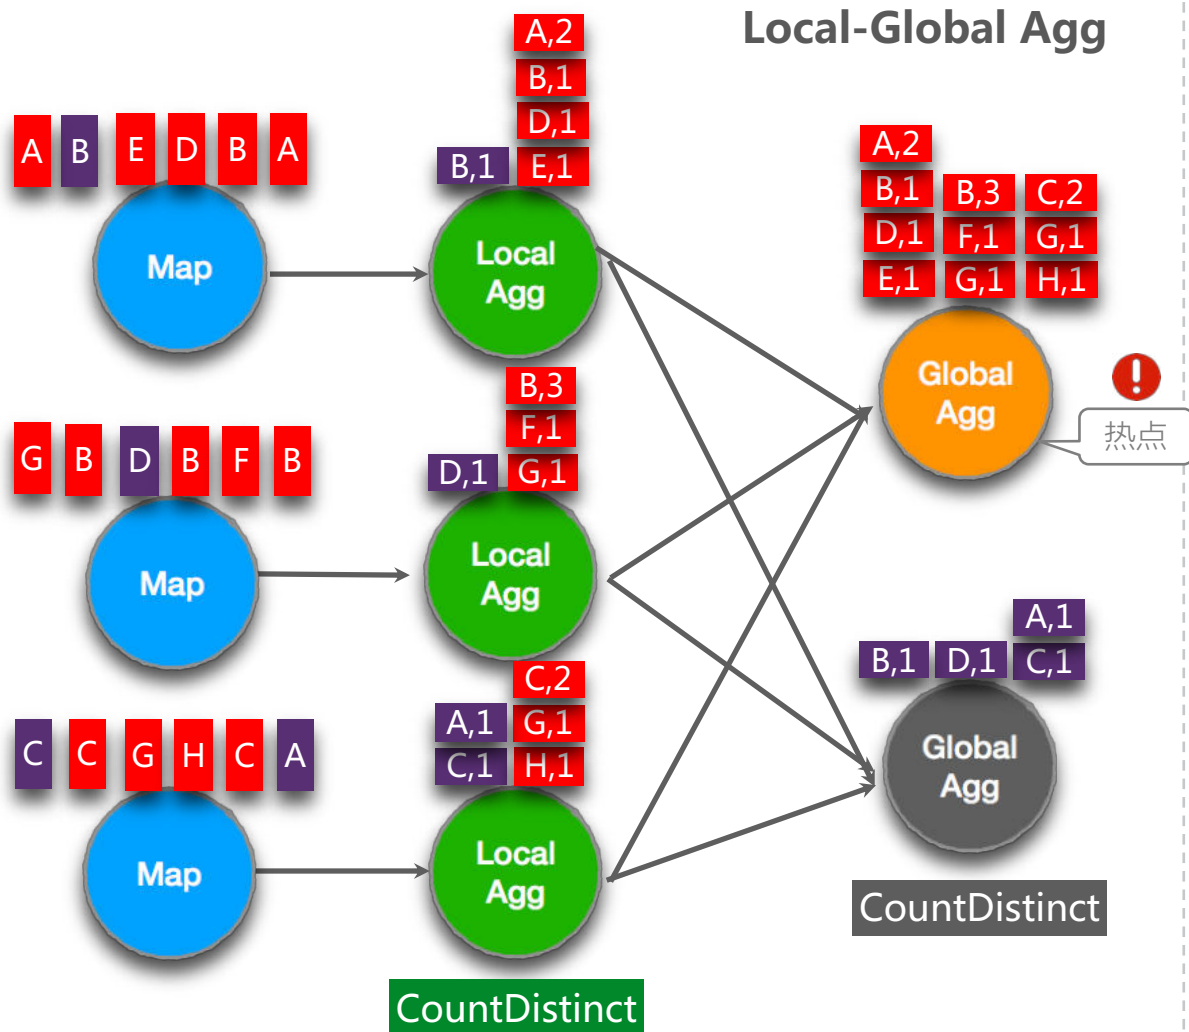 Local-Global Agg
A B E D B A
Map
A,2
B,1
D,1
B,1 E,1
Local
Agg
G B D B F B
Map
B,3
F,1
D,1 G,1
Local
Agg
C C G H C A
Map
C,2
A,1 G,1
C,1 H,1
Local
Agg
CountDistinct
A,2
B,1 B,3 C,2
D,1 F,1 G,1
E,1 G,1 H,1
Global
Agg
热点
A,1
B,1 D,1 C,1
Global
Agg
CountDistinct